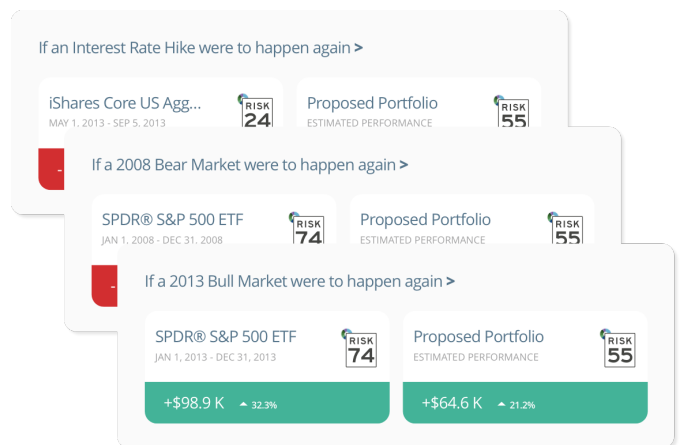 If an Interest Rate Hike were to happen again >
iShares Core US Agg... RISK 24
MAY 1, 2013 - SEP 5, 2013
Proposed Portfolio RISK 55
ESTIMATED PERFORMANCE
-
If a 2008 Bear Market were to happen again >
SPDR® S&P 500 ETF RISK 74
JAN 1, 2008 - DEC 31, 2008
Proposed Portfolio RISK 55
ESTIMATED PERFORMANCE
-
If a 2013 Bull Market were to happen again >
SPDR® S&P 500 ETF RISK 74
JAN 1, 2013 - DEC 31, 2013
+$98.9 K 32.3%
Proposed Portfolio RISK 55
ESTIMATED PERFORMANCE
+$64.6 K 21.2%